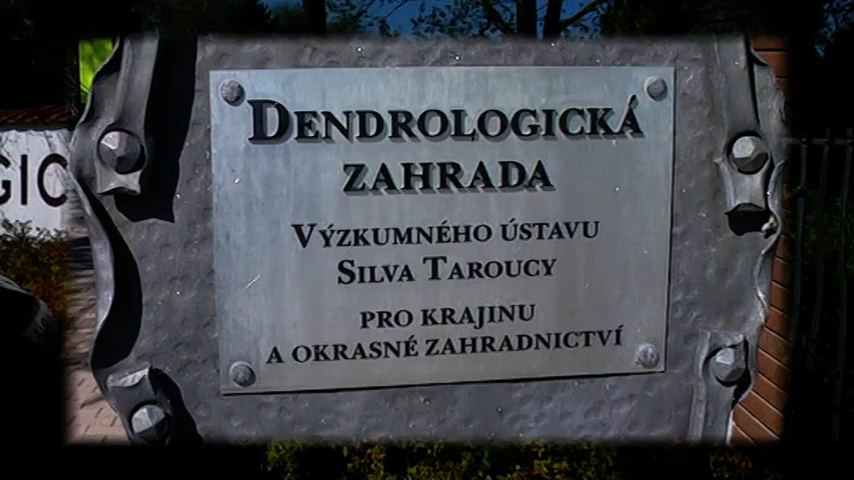 DENDROLOGICKÁ
ZAHRADA
VÝZKUMNÉHO ÚSTAVU
SILVA TAROUCY
PRO KRAJINU
A OKRASNÉ ZAHRADNICTVÍ
GIC